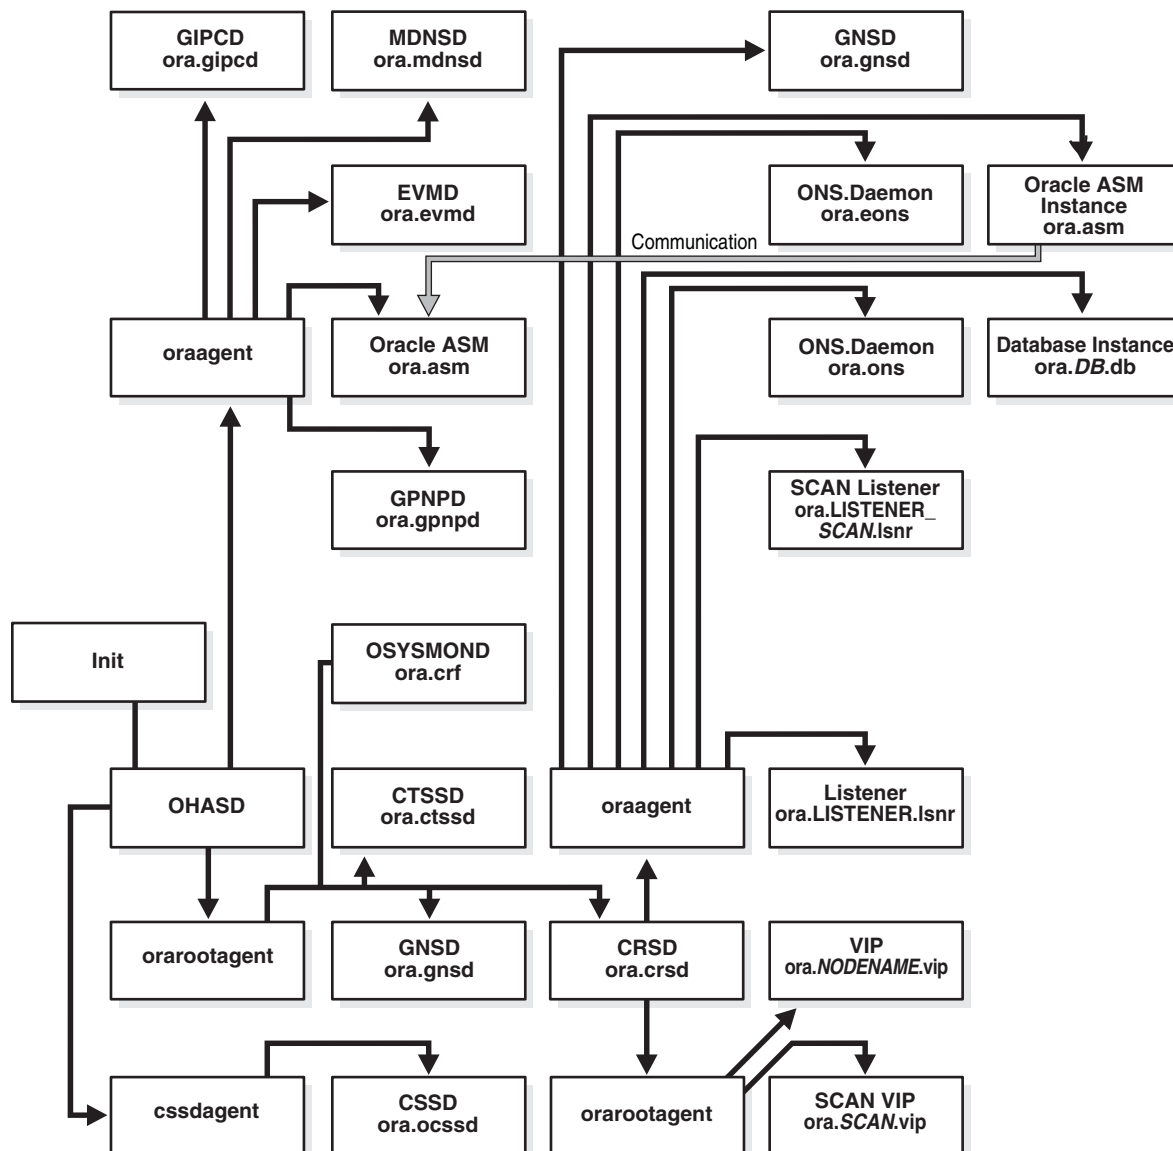 GIPCD
ora.gipcd
MDNSD
ora.mdnsd
GNSD
ora.gnsd
EVMD
ora.evmd
ONS.Daemon
ora.eons
Oracle ASM
Instance
ora.asm
Communication
oraagent
Oracle ASM
ora.asm
ONS.Daemon
ora.ons
Database Instance
ora.DB.db
GPNPD
ora.gpnpd
SCAN Listener
ora.LISTENER_
SCAN.lsnr
Init
OSYSMOND
ora.crf
OHASD
CTSSD
ora.ctssd
oraagent
Listener
ora.LISTENER.lsnr
orarootagent
GNSD
ora.gnsd
CRSD
ora.crsd
VIP
ora.NODENAME.vip
cssdagent
CSSD
ora.ocssd
orarootagent
SCAN VIP
ora.SCAN.vip